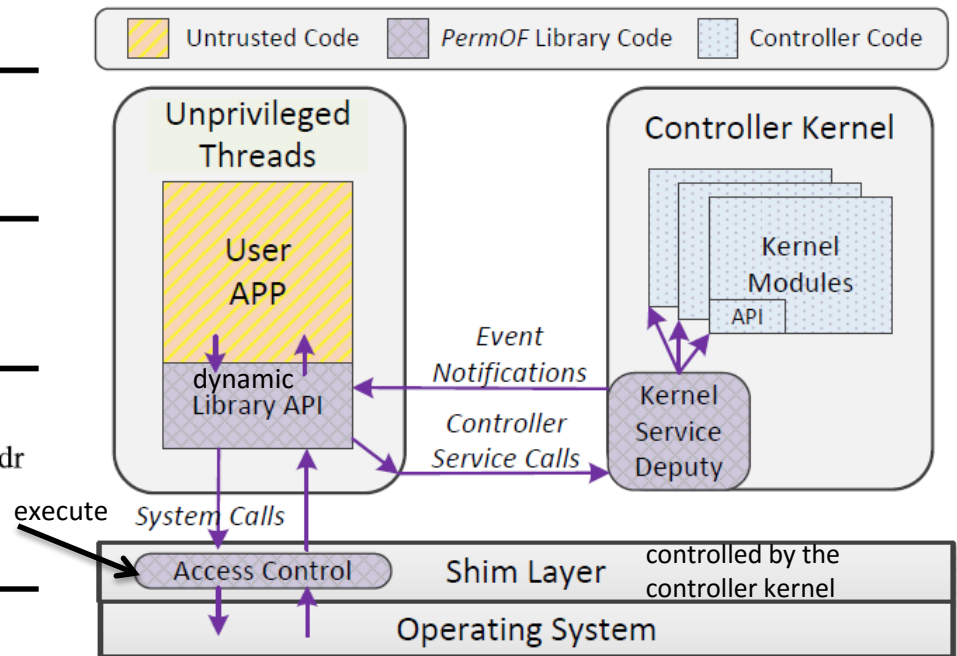 Untrusted Code
PermOF Library Code
Controller Code
Unprivileged
Threads
User
APP
dynamic
Library API
Event
Notifications
Controller
Service Calls
Controller Kernel
Kernel
Modules
API
Kernel
Service
Deputy
dr
execute
System Calls
Access Control
Shim Layer
controlled by the
controller kernel
Operating System